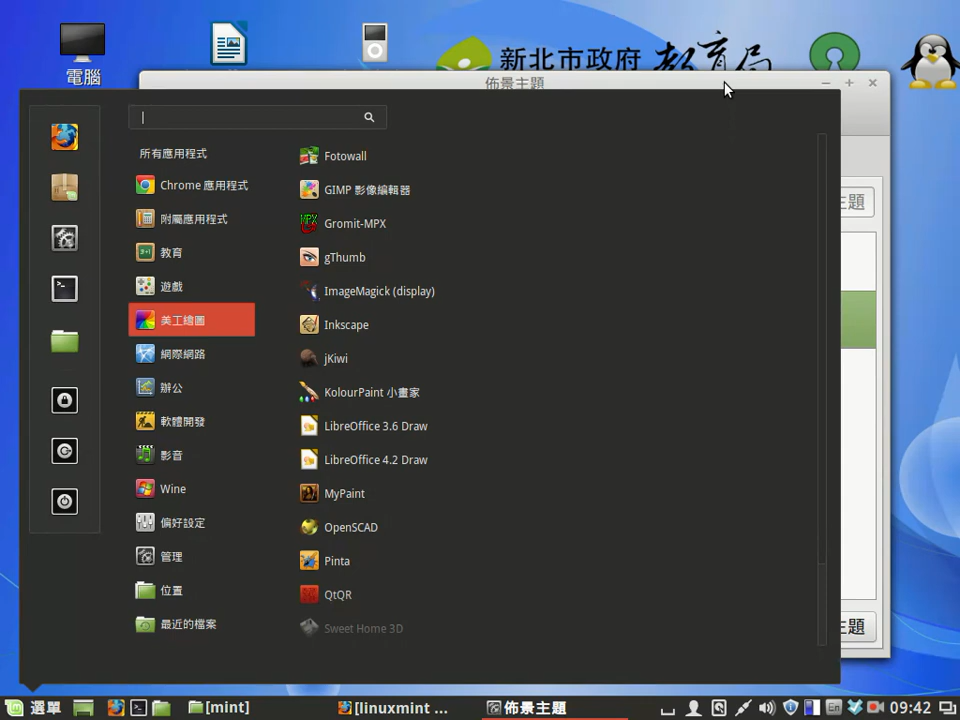 電腦
新北市政府 教育局
佈景主題
所有應用程式
Chrome 應用程式
附屬應用程式
教育
遊戲
美工繪圖
網際網路
辦公
軟體開發
影音
Wine
偏好設定
管理
位置
最近的檔案
Fotowall
GIMP 影像編輯器
Gromit-MPX
gThumb
ImageMagick (display)
Inkscape
jKiwi
KolourPaint 小畫家
LibreOffice 3.6 Draw
LibreOffice 4.2 Draw
MyPaint
OpenSCAD
Pinta
QtQR
Sweet Home 3D
主題
主題
選單
[mint]
[linuxmint ...
佈景主題
En
09:42